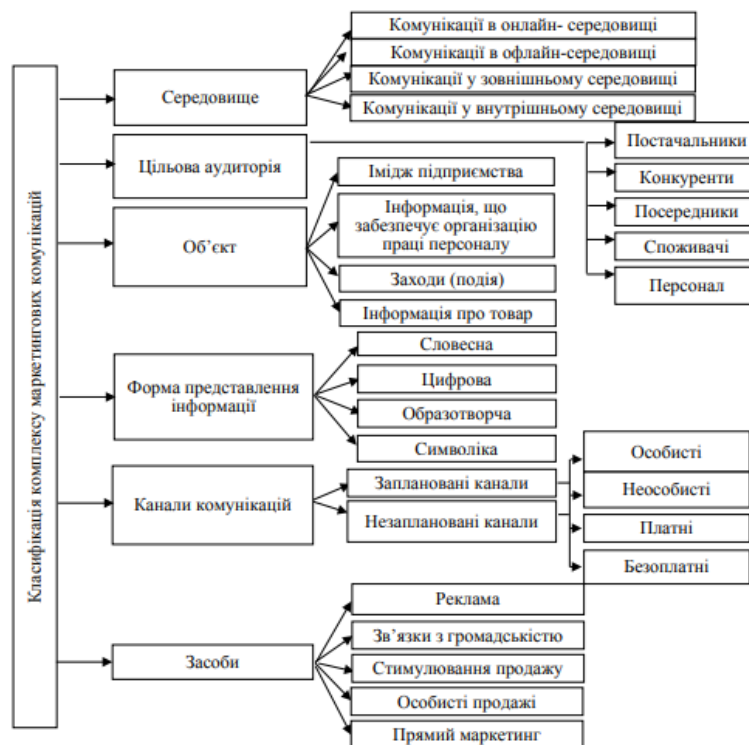 Класифікація комплексу маркетингових комунікацій
Середовище
Комунікації в онлайн- середовищі
Комунікації в офлайн-середовищі
Комунікації у зовнішньому середовищі
Комунікації у внутрішньому середовищі
Цільова аудиторія
Постачальники
Конкуренти
Посередники
Споживачі
Персонал
Об’єкт
Імідж підприємства
Інформація, що
забезпечує організацію
праці персоналу
Заходи (подія)
Інформація про товар
Форма представлення
інформації
Словесна
Цифрова
Образотворча
Символіка
Канали комунікацій
Заплановані канали
Незаплановані канали
Особисті
Неособисті
Платні
Безоплатні
Засоби
Реклама
Зв’язки з громадськістю
Стимулювання продажу
Особисті продажі
Прямий маркетинг